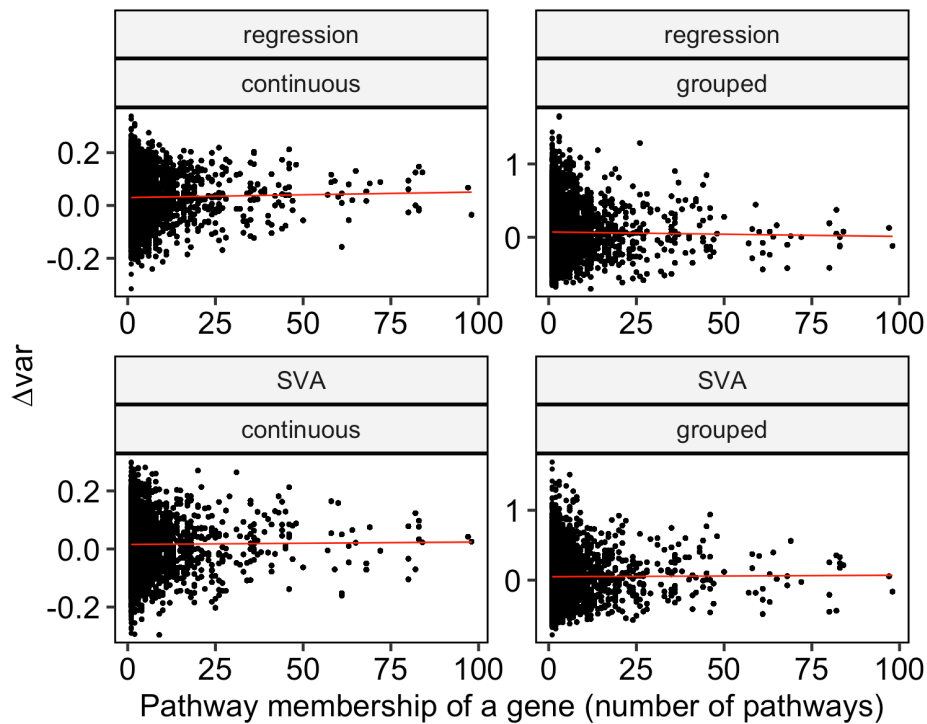 regression
regression
continuous
grouped
0.2
0.0
-0.2
1
0
0 25 50 75 100
0 25 50 75 100
Δvar
SVA
SVA
continuous
grouped
0.2
0.0
-0.2
1
0
0 25 50 75 100
0 25 50 75 100
Pathway membership of a gene (number of pathways)